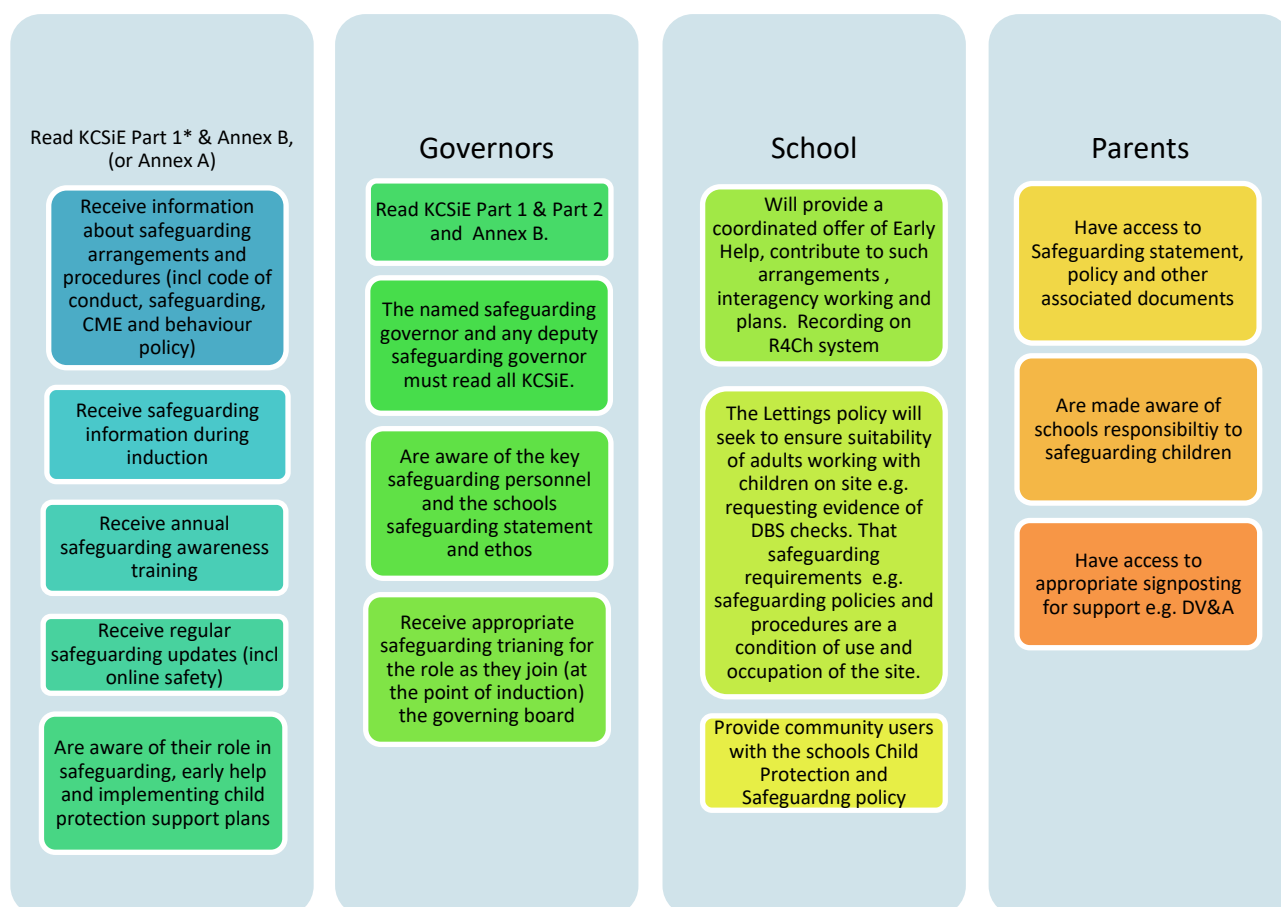 Read KCSiE Part 1* & Annex B,
(or Annex A)
Receive information
about safeguarding
arrangements and
procedures (incl code of
conduct, safeguarding,
CME and behaviour
policy)
Receive safeguarding
information during
induction
Receive annual
safeguarding awareness
training
Receive regular
safeguarding updates (incl
online safety)
Are aware of their role in
safeguarding, early help
and implementing child
protection support plans
Governors
Read KCSiE Part 1 & Part 2
and Annex B.
The named safeguarding
governor and any deputy
safeguarding governor
must read all KCSiE.
Are aware of the key
safeguarding personnel
and the schools
safeguarding statement
and ethos
Receive appropriate
safeguarding trianing for
the role as they join (at
the point of induction)
the governing board
School
Will provide a
coordinated offer of Early
Help, contribute to such
arrangements ,
interagency working and
plans. Recording on
R4Ch system
The Lettings policy will
seek to ensure suitability
of adults working with
children on site e.g.
requesting evidence of
DBS checks. That
safeguarding
requirements e.g.
safeguarding policies and
procedures are a
condition of use and
occupation of the site.
Provide community users
with the schools Child
Protection and
Safeguardng policy
Parents
Have access to
Safeguarding statement,
policy and other
associated documents
Are made aware of
schools responsibiltiy to
safeguarding children
Have access to
appropriate signposting
for support e.g. DV&A